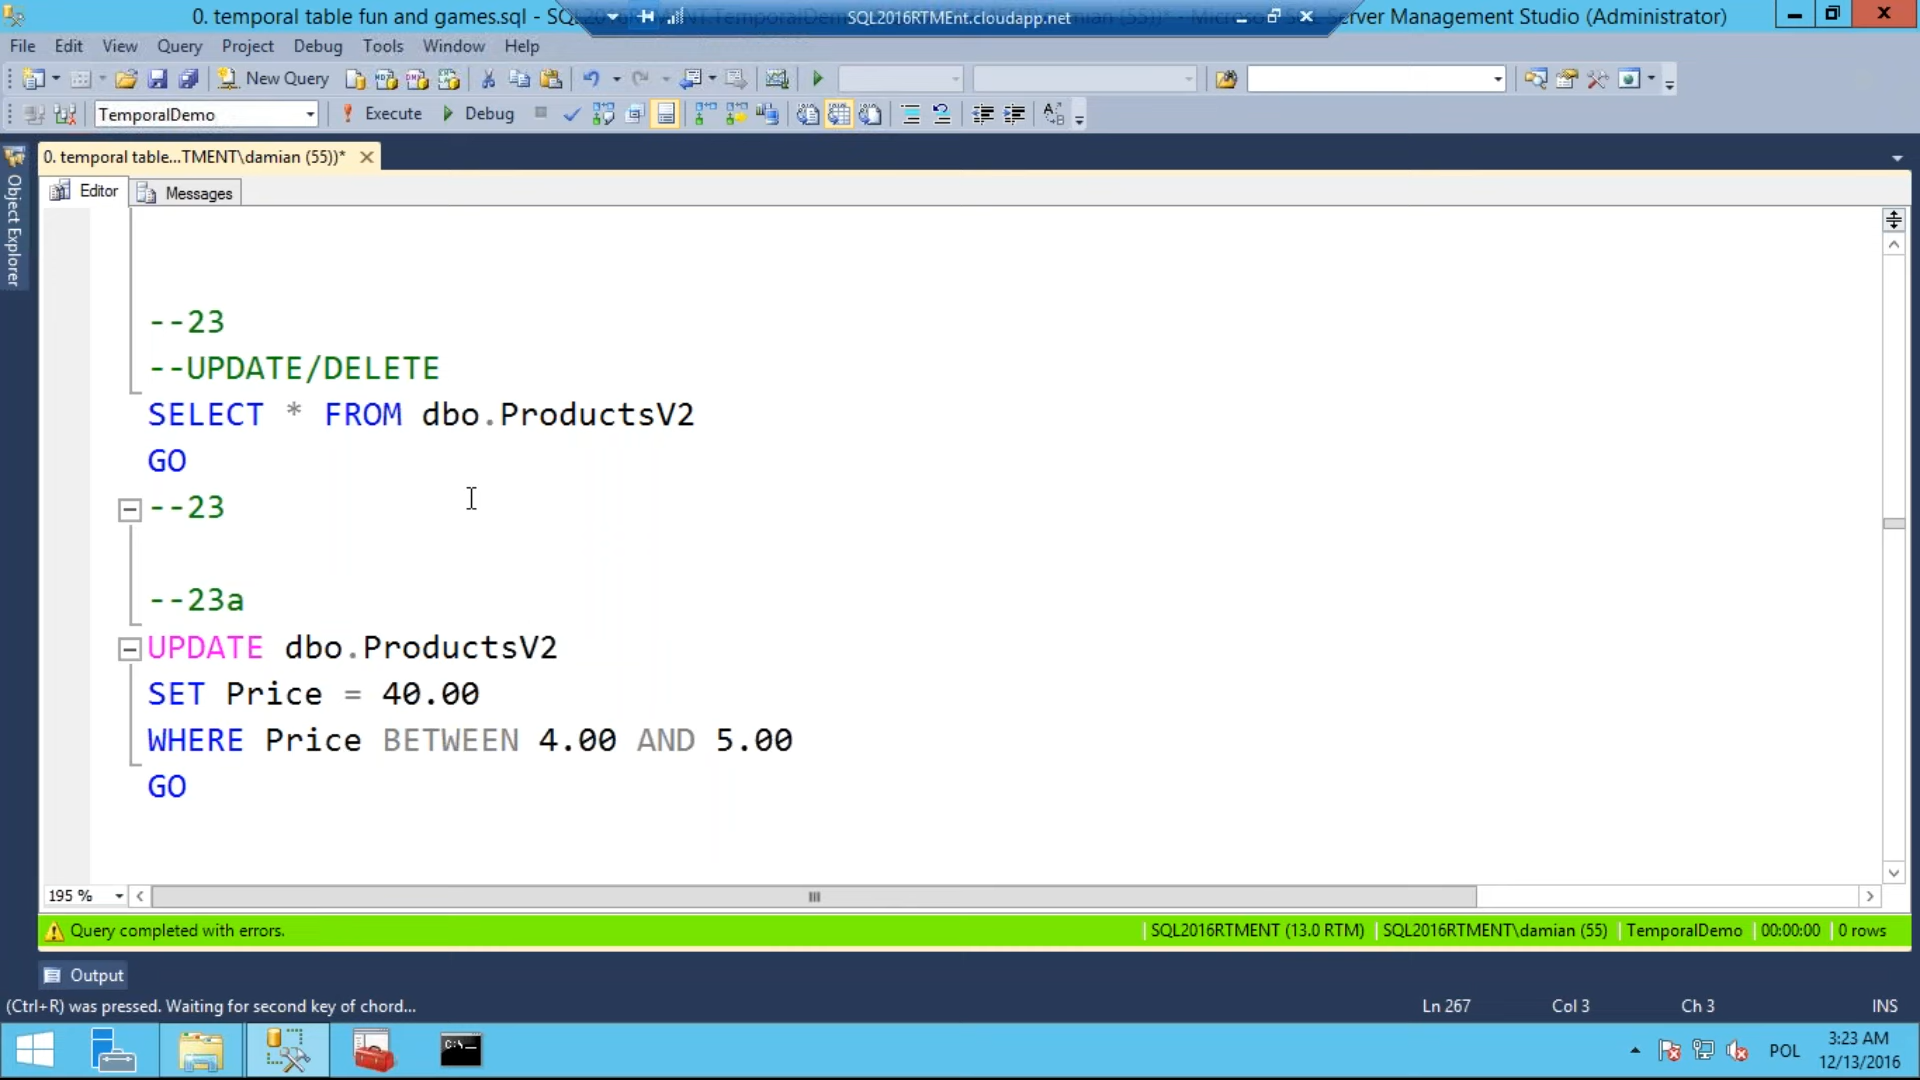 0. temporal table fun and games.sql - SQL2016RTMENT.TemporalDemo
SQL2016RTMEnt.cloudapp.net
Server Management Studio (Administrator)
File Edit View Query Project Debug Tools Window Help
New Query
TemporalDemo
Execute
Debug
0. temporal table...TMENT\damian (55))*
Object Explorer
Editor
Messages
--23
--UPDATE/DELETE
SELECT * FROM dbo.ProductsV2
GO
--23
--23a
UPDATE dbo.ProductsV2
SET Price = 40.00
WHERE Price BETWEEN 4.00 AND 5.00
GO
195 %
Query completed with errors.
SQL2016RTMENT (13.0 RTM)
SQL2016RTMENT\damian (55)
TemporalDemo
00:00:00
0 rows
Output
(Ctrl+R) was pressed. Waiting for second key of chord...
Ln 267
Col 3
Ch 3
INS
POL
3:23 AM
12/13/2016